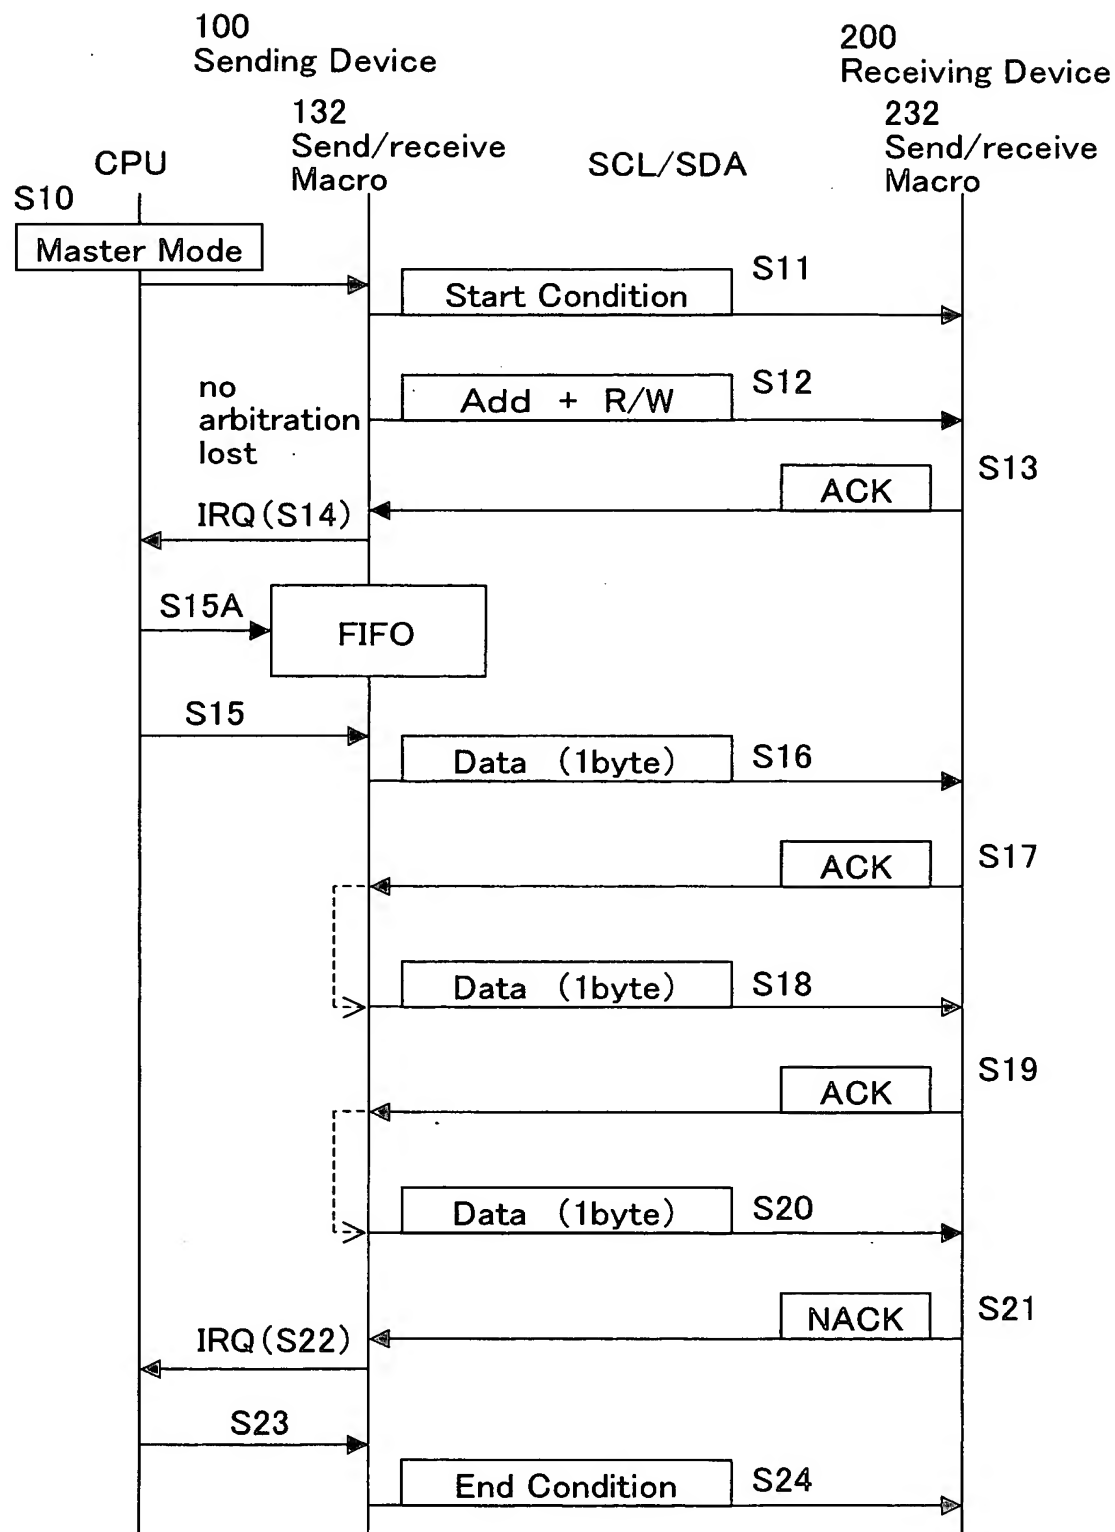 100
Sending Device
200
Receiving Device
132
Send/receive
Macro
232
Send/receive
Macro
CPU
SCL/SDA
S10
Master Mode
S11
Start Condition
S12
Add + R/W
no
arbitration
lost
S13
ACK
IRQ(S14)
S15A
FIFO
S15
S16
Data (1byte)
S17
ACK
S18
Data (1byte)
S19
ACK
S20
Data (1byte)
S21
NACK
IRQ(S22)
S23
S24
End Condition